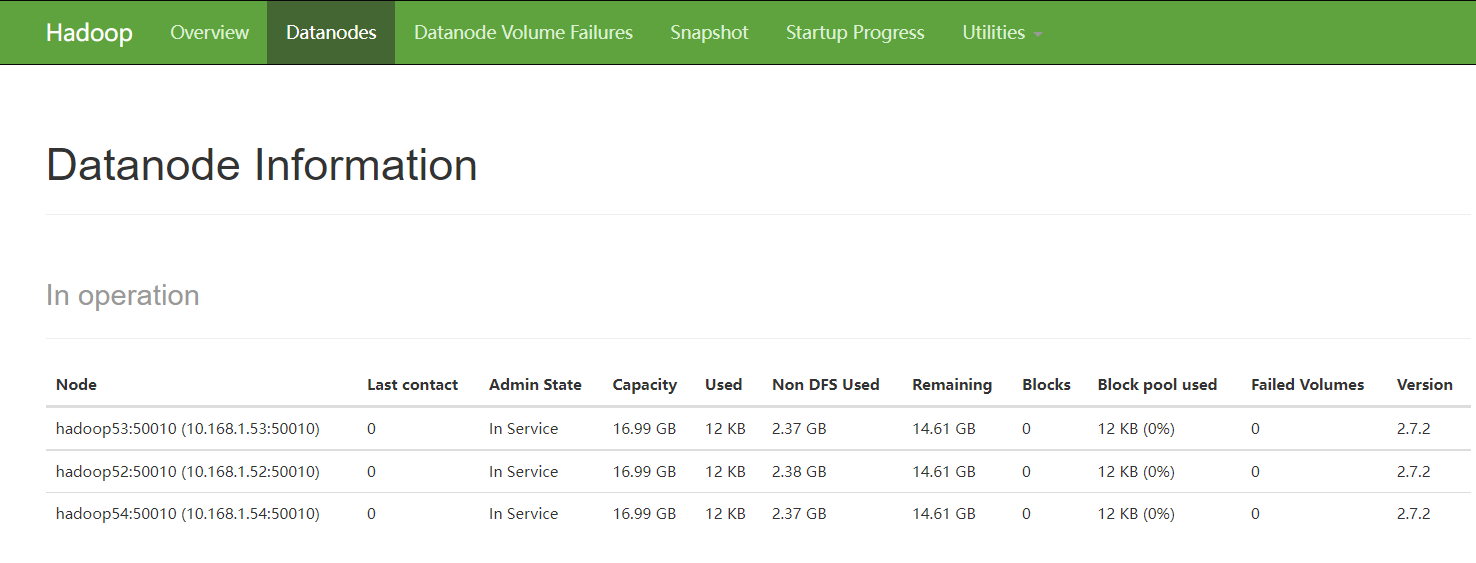 Hadoop Overview Datanodes Datanode Volume Failures Snapshot Startup Progress Utilities
Datanode Information
In operation
Node Last contact Admin State Capacity Used Non DFS Used Remaining Blocks Block pool used Failed Volumes Version
hadoop53:50010 (10.168.1.53:50010) 0 In Service 16.99 GB 12 KB 2.37 GB 14.61 GB 0 12 KB (0%) 0 2.7.2
hadoop52:50010 (10.168.1.52:50010) 0 In Service 16.99 GB 12 KB 2.38 GB 14.61 GB 0 12 KB (0%) 0 2.7.2
hadoop54:50010 (10.168.1.54:50010) 0 In Service 16.99 GB 12 KB 2.37 GB 14.61 GB 0 12 KB (0%) 0 2.7.2